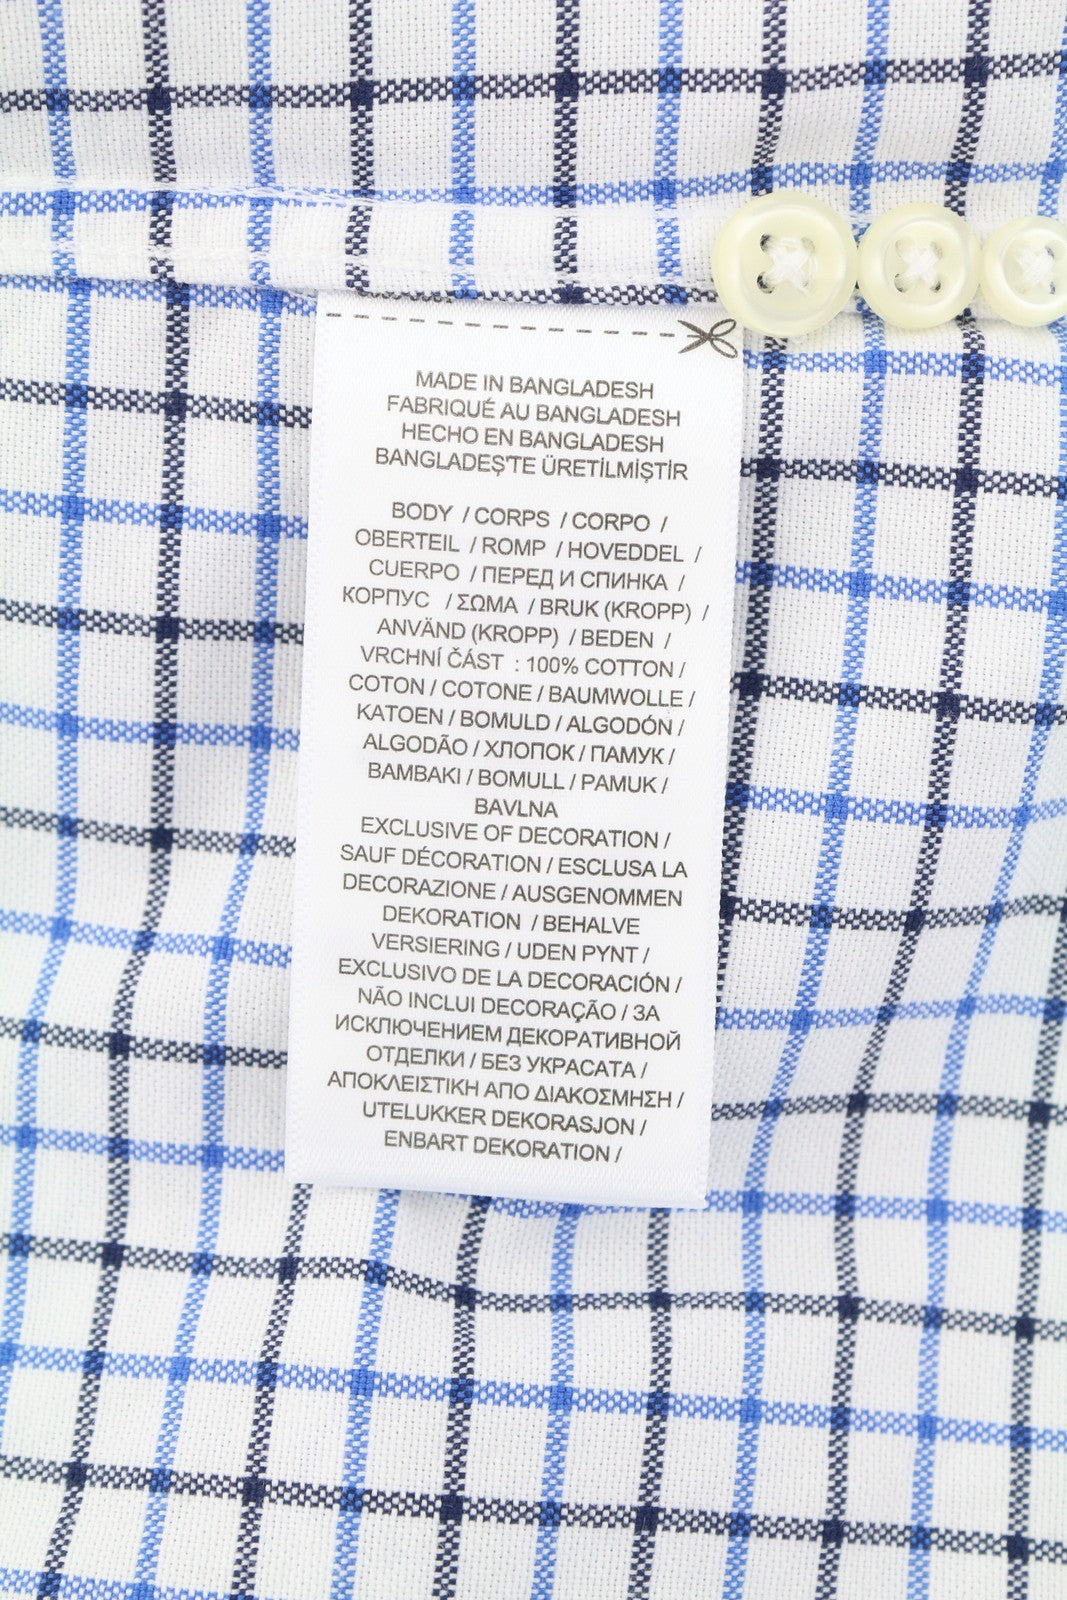 MADE IN BANGLADESH
FABRIQUÉ AU BANGLADESH
HECHO EN BANGLADESH
BANGLADEŞ'TE ÜRETİLMİŞTİR
BODY / CORPS / CORPO /
OBERTEIL / ROMP / HOVEDDEL /
CUERPO / ПЕРЕД И СПИНКА /
КОРПУС / ΣΩΜΑ / BRUK (KROPP) /
ANVÄND (KROPP) / BEDEN /
VRCHNÍ ČÁST : 100% COTTON /
COTON / COTONE / BAUMWOLLE /
KATOEN / BOMULD / ALGODÓN /
ALGODÃO / ХЛОПОК / ПАМУК /
BAMBAKI / BOMULL / PAMUK /
BAVLNA
EXCLUSIVE OF DECORATION /
SAUF DÉCORATION / ESCLUSA LA
DECORAZIONE / AUSGENOMMEN
DEKORATION / BEHALVE
VERSIERING / UDEN PYNT /
EXCLUSIVO DE LA DECORACIÓN /
NÃO INCLUI DECORAÇÃO / ЗА
ИСКЛЮЧЕНИЕМ ДЕКОРАТИВНОЙ
ОТДЕЛКИ / БЕЗ УКРАСАТА /
ΑΠΟΚΛΕΙΣΤΙΚΗ ΑΠΟ ΔΙΑΚΟΣΜΗΣΗ /
UTELUKKER DEKORASJON /
ENBART DEKORATION /